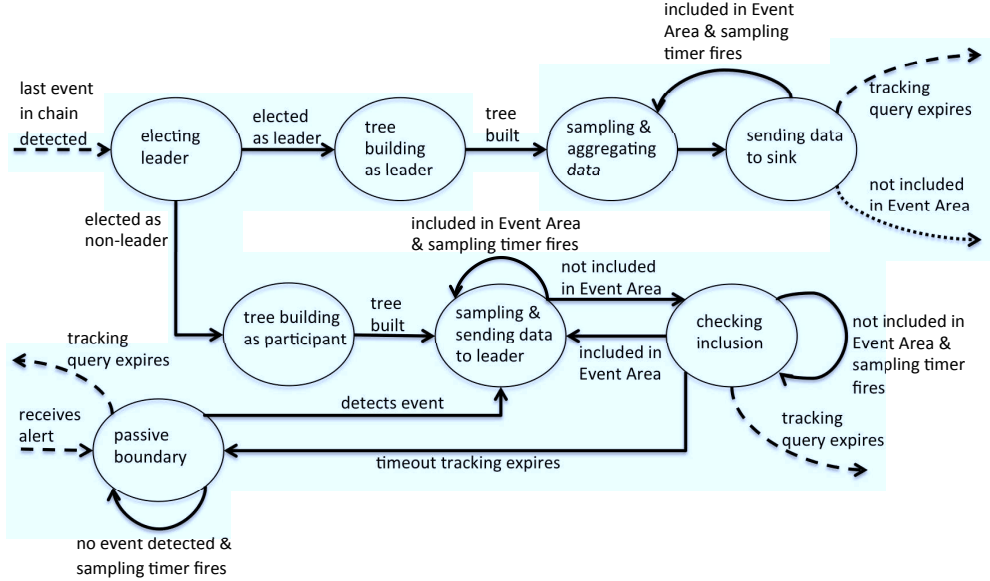 included in Event
Area & sampling
timer fires
last event
in chain
detected
electing
leader
elected
as leader
tree
building
as leader
tree
built
sampling &
aggregating
data
sending data
to sink
tracking
query expires
not included
in Event Area
elected as
non-leader
included in Event Area
& sampling timer fires
not included
in Event Area
tree building
as participant
tree
built
sampling &
sending data
to leader
included in
Event Area
checking
inclusion
not included in
Event Area &
sampling timer
fires
tracking
query expires
tracking
query expires
receives
alert
passive
boundary
detects event
timeout tracking expires
no event detected &
sampling timer fires